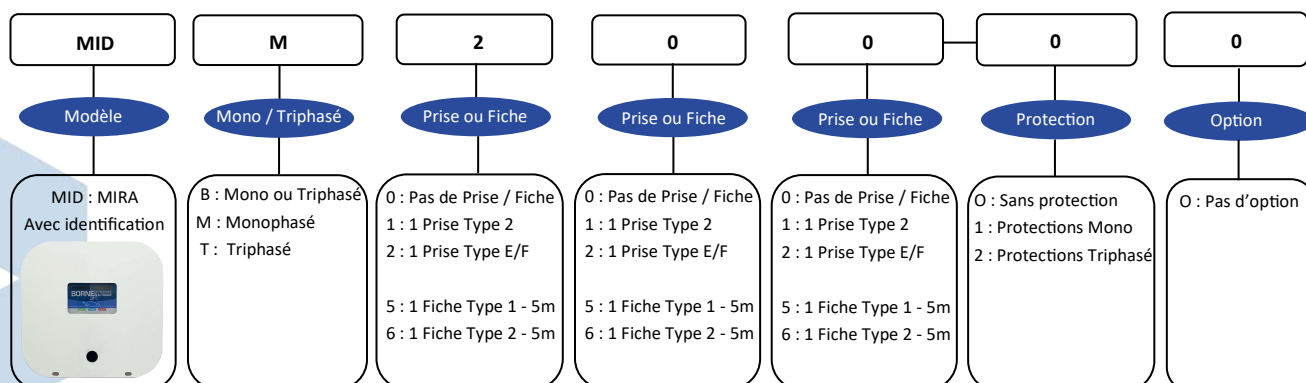 MID
M
2
0
0
0
0
Modèle
Mono / Triphasé
Prise ou Fiche
Prise ou Fiche
Prise ou Fiche
Protection
Option
MID : MIRA
Avec identification
BORNE
B : Mono ou Triphasé
M : Monophasé
T : Triphasé
0 : Pas de Prise / Fiche
1 : 1 Prise Type 2
2 : 1 Prise Type E/F
5 : 1 Fiche Type 1 - 5m
6 : 1 Fiche Type 2 - 5m
0 : Pas de Prise / Fiche
1 : 1 Prise Type 2
2 : 1 Prise Type E/F
5 : 1 Fiche Type 1 - 5m
6 : 1 Fiche Type 2 - 5m
0 : Pas de Prise / Fiche
1 : 1 Prise Type 2
2 : 1 Prise Type E/F
5 : 1 Fiche Type 1 - 5m
6 : 1 Fiche Type 2 - 5m
O : Sans protection
1 : Protections Mono
2 : Protections Triphasé
O : Pas d’option